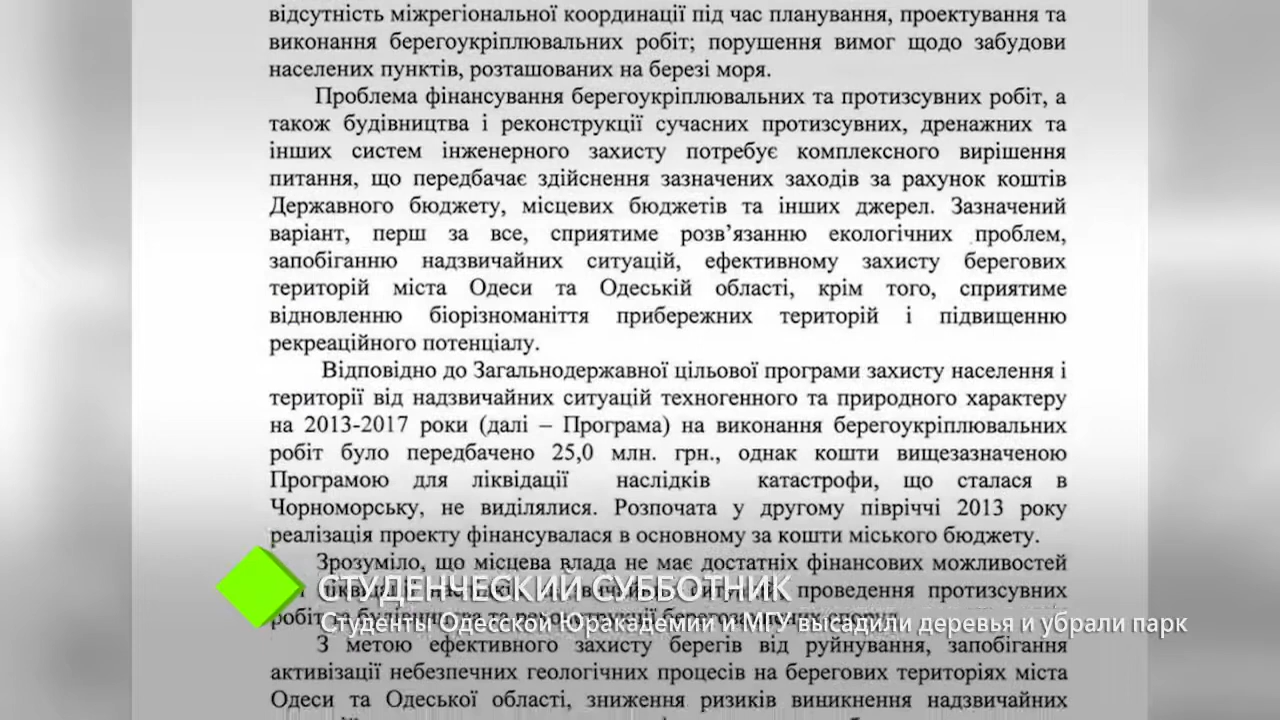 відсутність міжрегіональної координації під час планування, проектування та
виконання берегоукріплювальних робіт; порушення вимог щодо забудови
населених пунктів, розташованих на березі моря.
Проблема фінансування берегоукріплювальних та протизсувних робіт, а
також будівництва і реконструкції сучасних протизсувних, дренажних та
інших систем інженерного захисту потребує комплексного вирішення
питання, що передбачає здійснення зазначених заходів за рахунок коштів
Державного бюджету, місцевих бюджетів та інших джерел. Зазначений
варіант, перш за все, сприятиме розв’язанню екологічних проблем,
запобіганню надзвичайних ситуацій, ефективному захисту берегових
територій міста Одеси та Одеській області, крім того, сприятиме
відновленню біорізноманіття прибережних територій і підвищенню
рекреаційного потенціалу.
Відповідно до Загальнодержавної цільової програми захисту населення і
території від надзвичайних ситуацій техногенного та природного характеру
на 2013-2017 роки (далі – Програма) на виконання берегоукріплювальних
робіт було передбачено 25,0 млн. грн., однак кошти вищезазначеною
Програмою для ліквідації наслідків катастрофи, що сталася в
Чорноморську, не виділялися. Розпочата у другому півріччі 2013 року
реалізація проекту фінансувалася в основному за кошти міського бюджету.
Зрозуміло, що місцева влада не має достатніх фінансових можливостей
СТУДЕНЧЕСКИЙ СУББОТНИК
проведення протизсувних
робіт
Студенты Одесской Юракадемии и МГУ высадили деревья и убрали парк
З метою ефективного захисту берегів від руйнування, запобігання
активізації небезпечних геологічних процесів на берегових територіях міста
Одеси та Одеської області, зниження ризиків виникнення надзвичайних